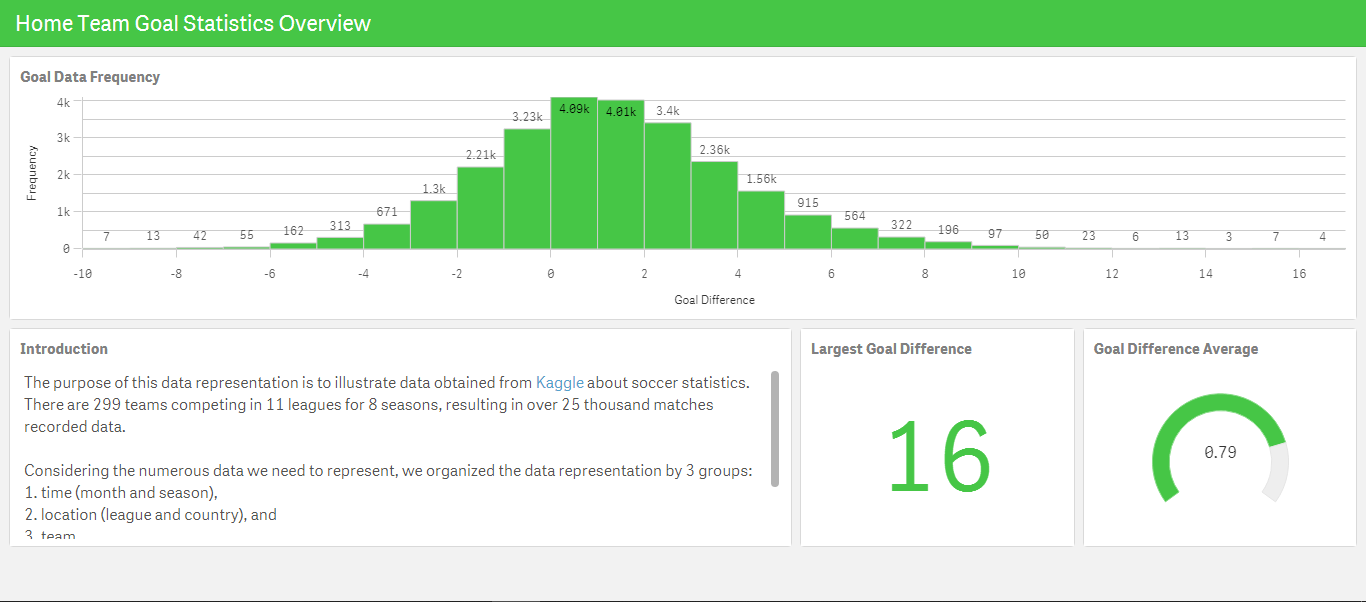 Home Team Goal Statistics Overview
Goal Data Frequency
4k
3k
2k
1k
0
Frequency
7 13 42 55 162 313 671 1.3k 2.21k 3.23k 4.09k 4.01k 3.4k 2.36k 1.56k 915 564 322 196 97 50 23 6 13 3 7 4
-10 -8 -6 -4 -2 0 2 4 6 8 10 12 14 16
Goal Difference
Introduction
The purpose of this data representation is to illustrate data obtained from Kaggle about soccer statistics.
There are 299 teams competing in 11 leagues for 8 seasons, resulting in over 25 thousand matches
recorded data.
Considering the numerous data we need to represent, we organized the data representation by 3 groups:
1. time (month and season),
2. location (league and country), and
3. team
Largest Goal Difference
16
Goal Difference Average
0.79